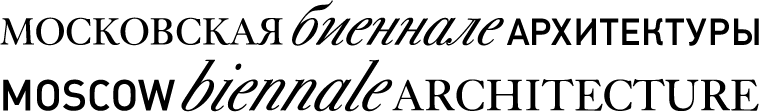 МОСКОВСКАЯ биеннале АРХИТЕКТУРЫ
MOSCOW biennale ARCHITECTURE